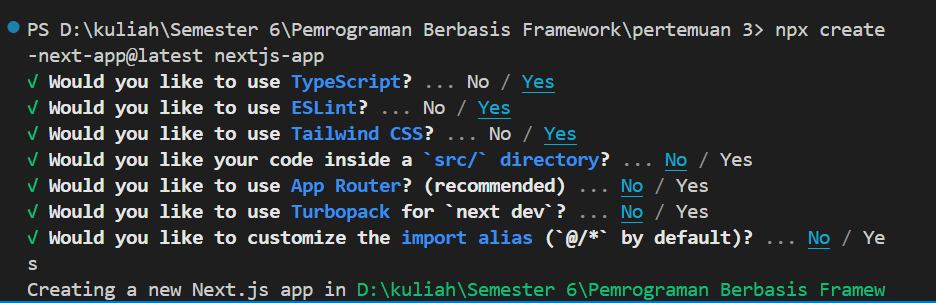 PS D:\kuliah\Semester 6\Pemrograman Berbasis Framework\pertemuan 3> npx create
-next-app@latest nextjs-app
√ Would you like to use TypeScript? ... No / Yes
√ Would you like to use ESLint? ... No / Yes
√ Would you like to use Tailwind CSS? ... No / Yes
√ Would you like your code inside a `src/` directory? ... No / Yes
√ Would you like to use App Router? (recommended) ... No / Yes
√ Would you like to use Turbopack for `next dev`? ... No / Yes
√ Would you like to customize the import alias (`@/*` by default)? ... No / Ye
s
Creating a new Next.js app in D:\kuliah\Semester 6\Pemrograman Berbasis Framew